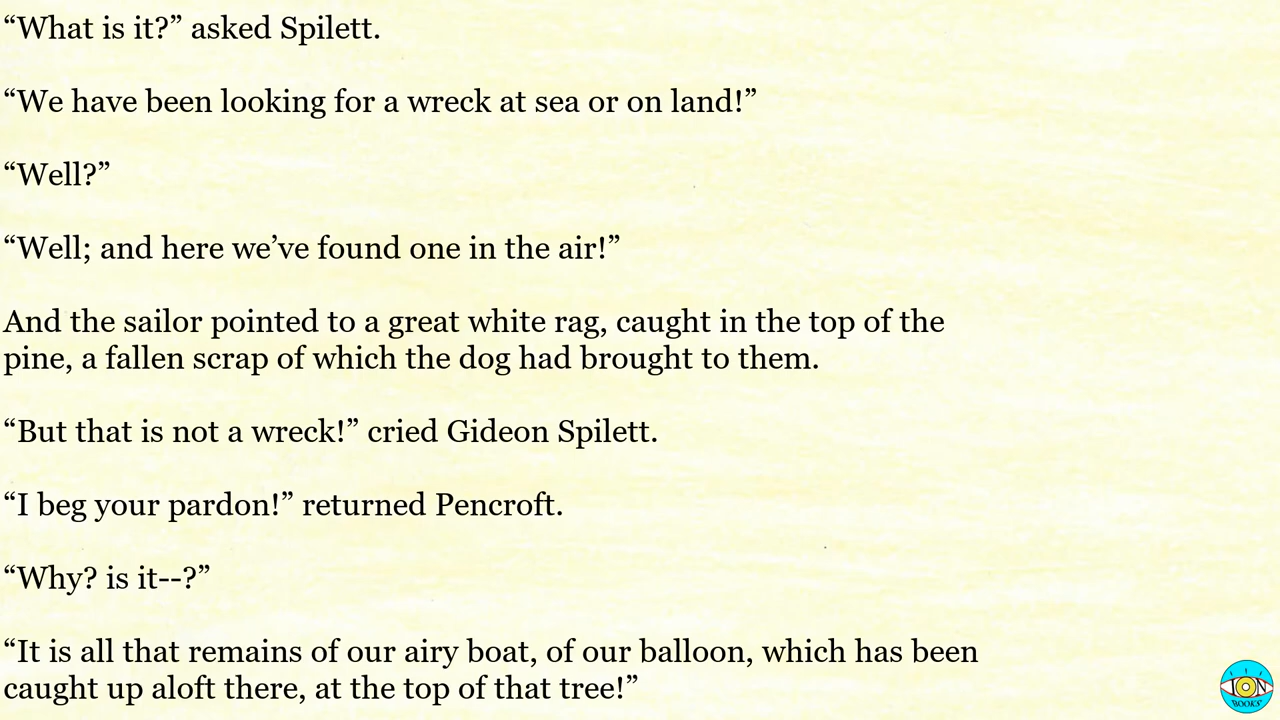 “What is it?” asked Spilett.
“We have been looking for a wreck at sea or on land!”
“Well?”
“Well; and here we’ve found one in the air!”
And the sailor pointed to a great white rag, caught in the top of the
pine, a fallen scrap of which the dog had brought to them.
“But that is not a wreck!” cried Gideon Spilett.
“I beg your pardon!” returned Pencroft.
“Why? is it--?”
“It is all that remains of our airy boat, of our balloon, which has been
caught up aloft there, at the top of that tree!”
ION
BOOKS